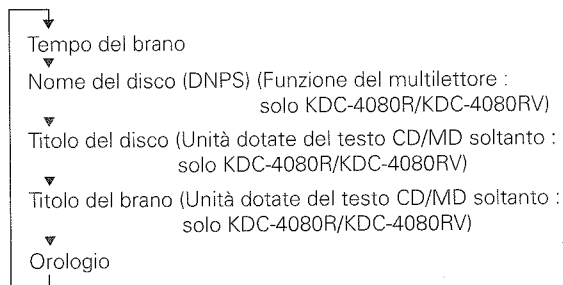 Tempo del brano
Nome del disco (DNPS) (Funzione del multilettore :
solo KDC-4080R/KDC-4080RV)
Titolo del disco (Unità dotate del testo CD/MD soltanto :
solo KDC-4080R/KDC-4080RV)
Titolo del brano (Unità dotate del testo CD/MD soltanto :
solo KDC-4080R/KDC-4080RV)
Orologio